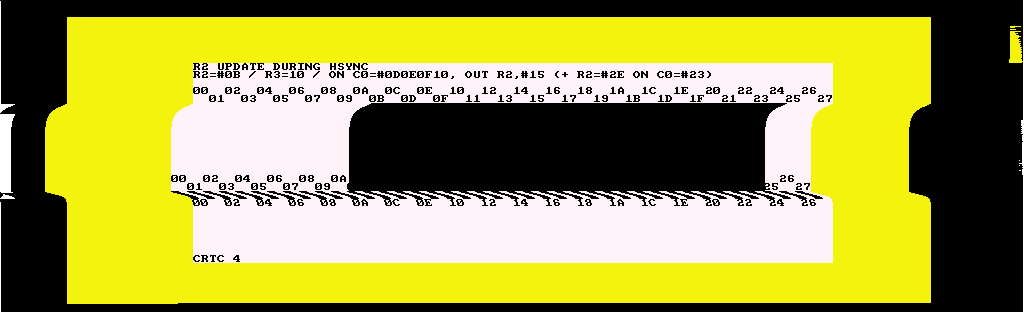 R2 UPDATE DURING HSYNC
R2=#0B / R3=10 / ON C0=#0D0E0F10, OUT R2,#15 (+ R2=#2E ON C0=#23)
00 02 04 06 08 0A 0C 0E 10 12 14 16 18 1A 1C 1E 20 22 24 26
01 03 05 07 09 0B 0D 0F 11 13 15 17 19 1B 1D 1F 21 23 25 27
00 02 04 06 08 0A 26
01 03 05 07 09 25 27
00 02 04 06 08 0A 0C 0E 10 12 14 16 18 1A 1C 1E 20 22 24 26
CRTC 4